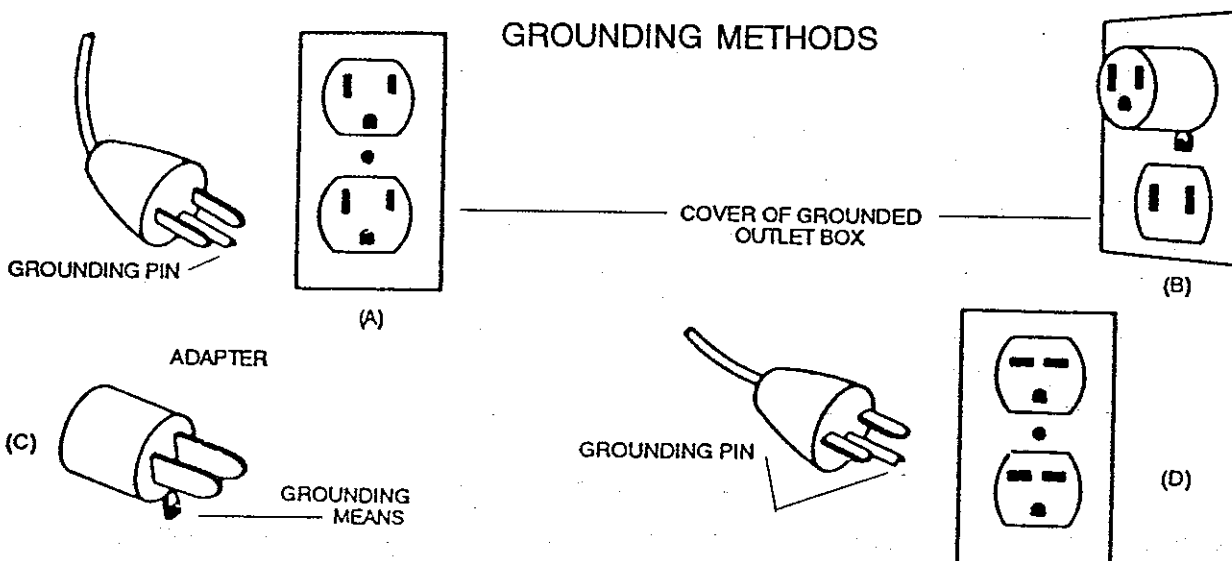 GROUNDING METHODS
GROUNDING PIN
(A)
COVER OF GROUNDED
OUTLET BOX
(B)
ADAPTER
(C)
GROUNDING
MEANS
GROUNDING PIN
(D)